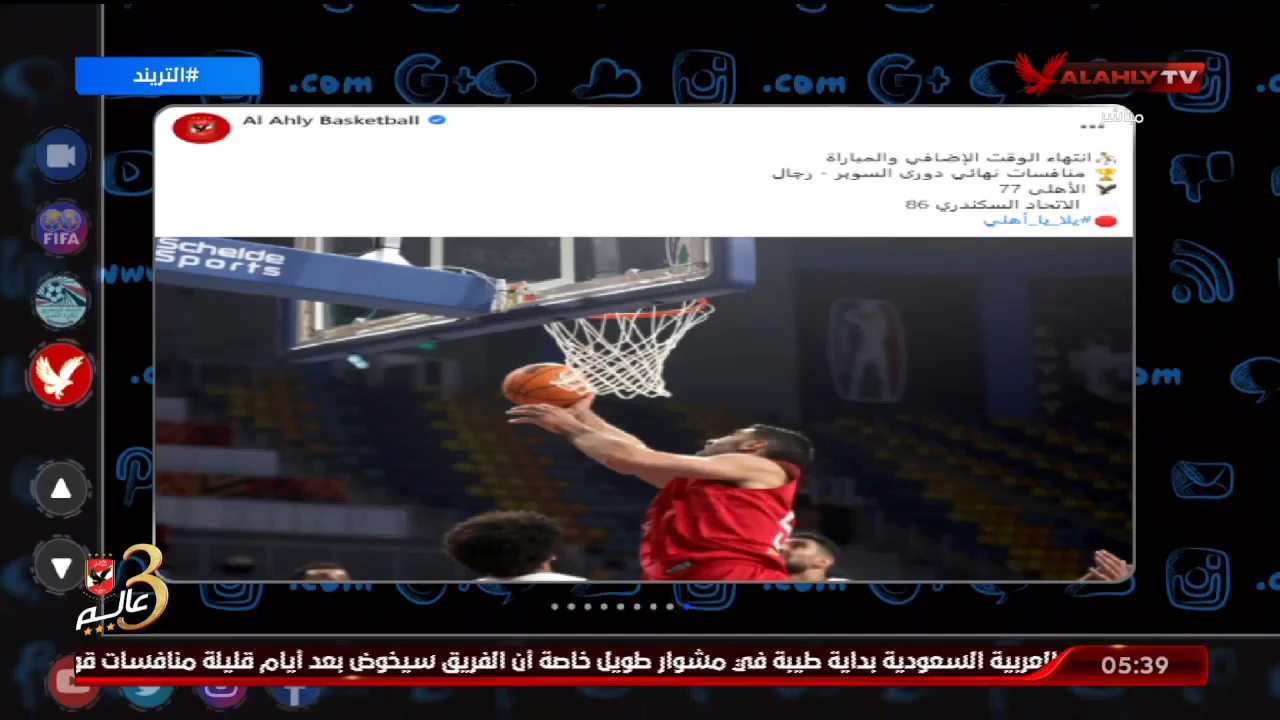 #التريند
ALAHLY TV
مباشر
Al Ahly Basketball
انتهاء الوقت الإضافي والمباراة
منافسات نهائي دوري السوبر - رجال
الأهلي 77
الاتحاد السكندري 86
#يلا_يا_أهلي
Schelde
Sports
FIFA
3
عالم
العربية السعودية بداية طيبة في مشوار طويل خاصة أن الفريق سيخوض بعد أيام قليلة منافسات
05:39
.com
G+
.com
G+